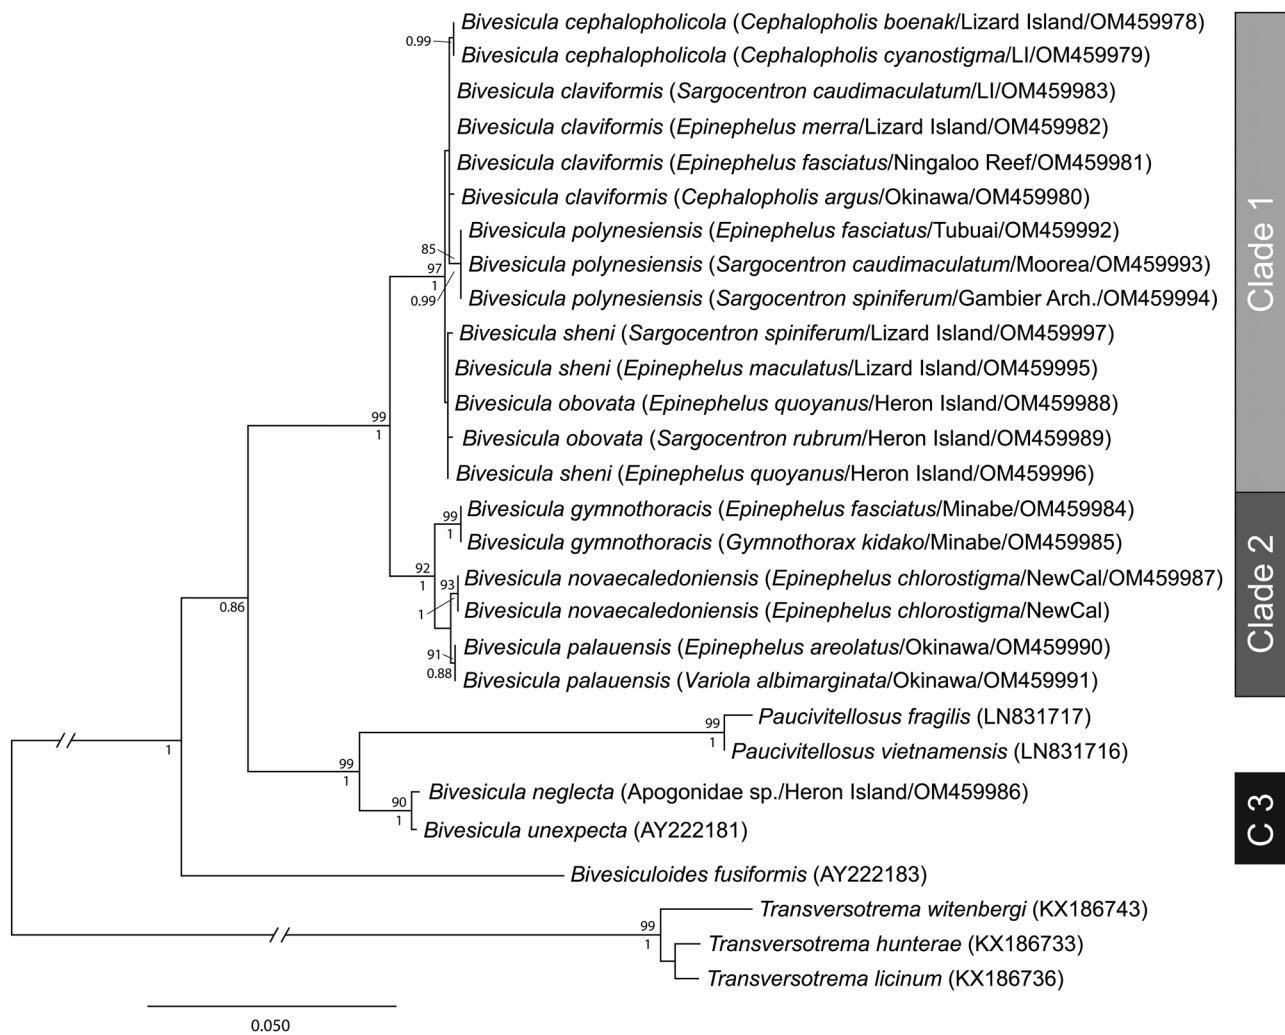 Bivesicula cephalopholicola (Cephalopholis boenak/Lizard Island/OM459978)
0.99
Bivesicula cephalopholicola (Cephalopholis cyanostigma/LI/OM459979)
Bivesicula claviformis (Sargocentron caudimaculatum/LI/OM459983)
Bivesicula claviformis (Epinephelus merra/Lizard Island/OM459982)
Bivesicula claviformis (Epinephelus fasciatus/Ningaloo Reef/OM459981)
Bivesicula claviformis (Cephalopholis argus/Okinawa/OM459980)
Bivesicula polynesiensis (Epinephelus fasciatus/Tubuai/OM459992)
85
Bivesicula polynesiensis (Sargocentron caudimaculatum/Moorea/OM459993)
97
1
0.99
Bivesicula polynesiensis (Sargocentron spiniferum/Gambier Arch./OM459994)
Clade 1
Bivesicula sheni (Sargocentron spiniferum/Lizard Island/OM459997)
Bivesicula sheni (Epinephelus maculatus/Lizard Island/OM459995)
Bivesicula obovata (Epinephelus quoyanus/Heron Island/OM459988)
99
1
Bivesicula obovata (Sargocentron rubrum/Heron Island/OM459989)
Bivesicula sheni (Epinephelus quoyanus/Heron Island/OM459996)
Bivesicula gymnothoracis (Epinephelus fasciatus/Minabe/OM459984)
99
1
Bivesicula gymnothoracis (Gymnothorax kidako/Minabe/OM459985)
92
1
Bivesicula novaecaledoniensis (Epinephelus chlorostigma/NewCal/OM459987)
93
1
Bivesicula novaecaledoniensis (Epinephelus chlorostigma/NewCal)
Clade 2
0.86
Bivesicula palauensis (Epinephelus areolatus/Okinawa/OM459990)
91
0.88
Bivesicula palauensis (Variola albimarginata/Okinawa/OM459991)
Paucivitellosus fragilis (LN831717)
99
1
1
Paucivitellosus vietnamensis (LN831716)
99
1
Bivesicula neglecta (Apogonidae sp./Heron Island/OM459986)
90
1
Bivesicula unexpecta (AY222181)
C 3
Bivesiculoides fusiformis (AY222183)
Transversotrema witenbergi (KX186743)
99
1
Transversotrema hunterae (KX186733)
Transversotrema licinum (KX186736)
0.050